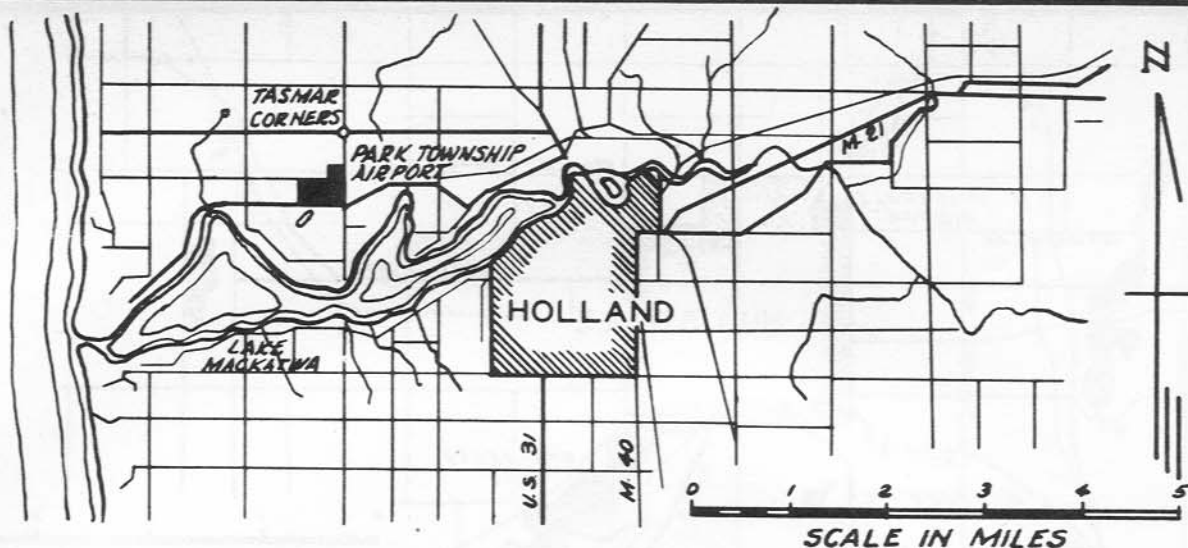 TASMAR
CORNERS
PARK TOWNSHIP
AIRPORT
M 21
N
HOLLAND
LAKE
MACKATWA
U.S. 31
M. 40
0 1 2 3 4 5
SCALE IN MILES